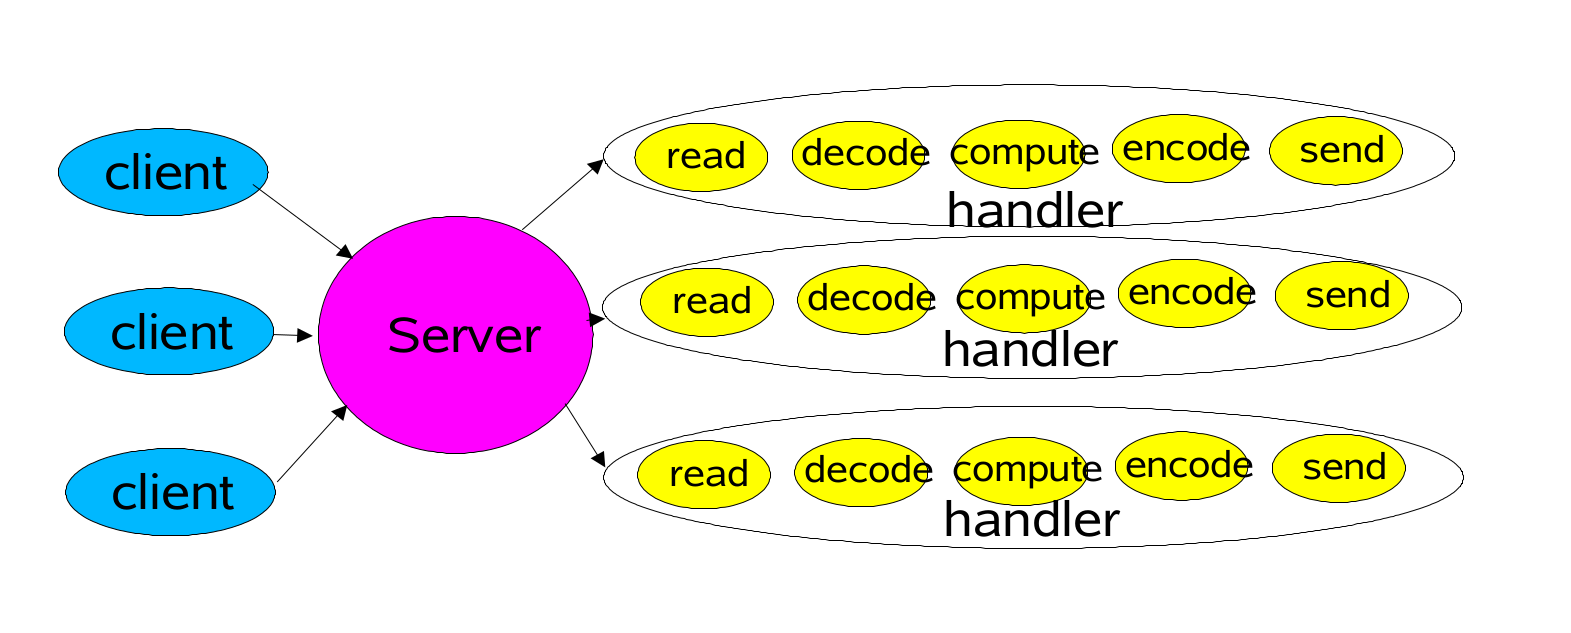 client
client
client
Server
read decode compute encode send
handler
read decode compute encode send
handler
read decode compute encode send
handler